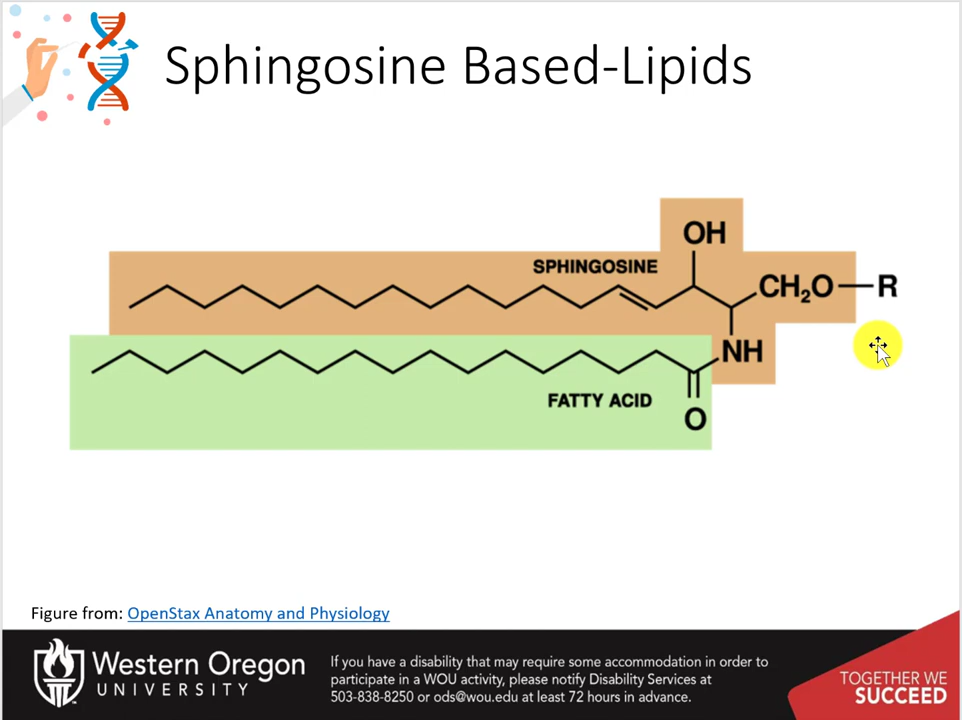 Sphingosine Based-Lipids
OH
SPHINGOSINE
CH₂O—R
NH
FATTY ACID
O
Figure from: OpenStax Anatomy and Physiology
Western Oregon
UNIVERSITY
If you have a disability that may require some accommodation in order to
participate in a WOU activity, please notify Disability Services at
503-838-8250 or ods@wou.edu at least 72 hours in advance.
TOGETHER WE
SUCCEED